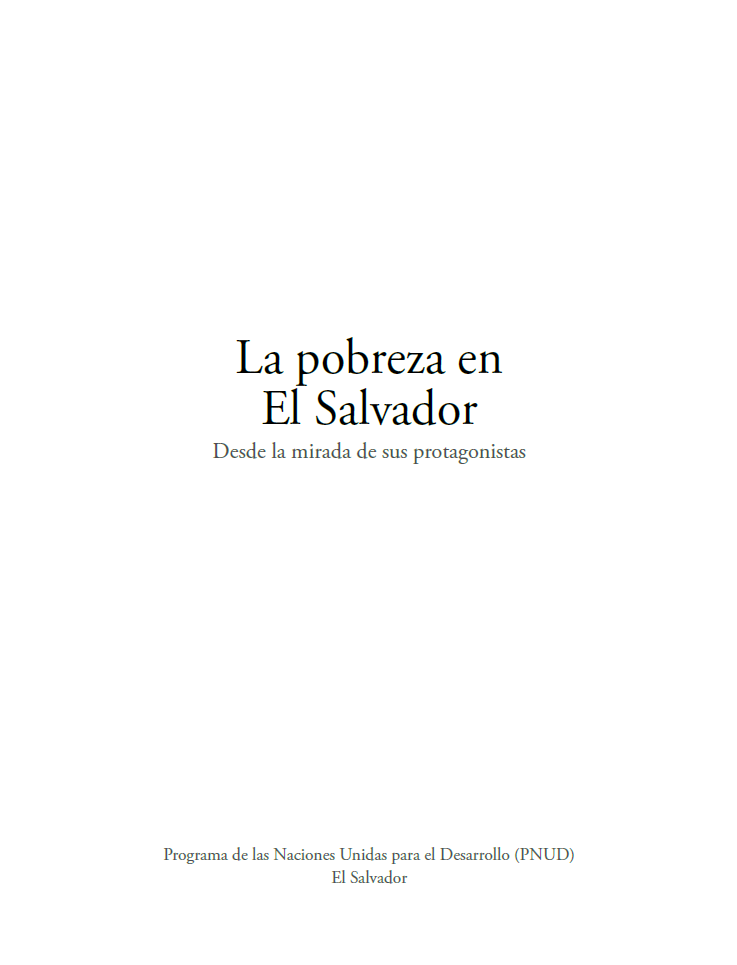 La pobreza en
El Salvador
Desde la mirada de sus protagonistas
Programa de las Naciones Unidas para el Desarrollo (PNUD)
El Salvador